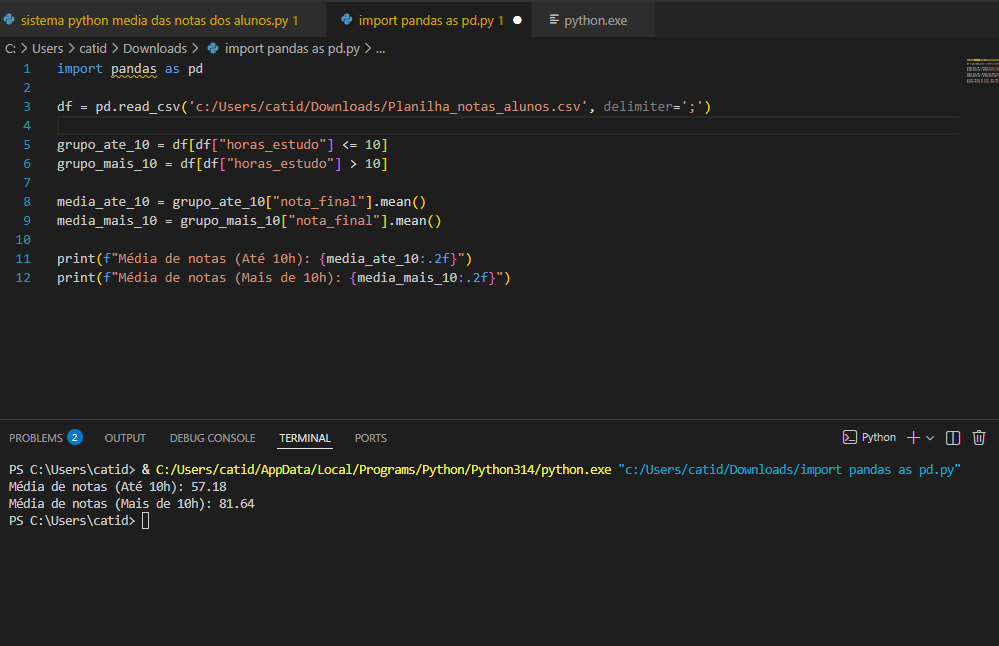 sistema python media das notas dos alunos.py 1
import pandas as pd.py 1
python.exe
C: > Users > catid > Downloads > import pandas as pd.py > ...
1 import pandas as pd
2
3 df = pd.read_csv('c:/Users/catid/Downloads/Planilha_notas_alunos.csv', delimiter=';')
4
5 grupo_ate_10 = df[df["horas_estudo"] <= 10]
6 grupo_mais_10 = df[df["horas_estudo"] > 10]
7
8 media_ate_10 = grupo_ate_10["nota_final"].mean()
9 media_mais_10 = grupo_mais_10["nota_final"].mean()
10
11 print(f"Média de notas (Até 10h): {media_ate_10:.2f}")
12 print(f"Média de notas (Mais de 10h): {media_mais_10:.2f}")
PROBLEMS 2 OUTPUT DEBUG CONSOLE TERMINAL PORTS
Python
PS C:\Users\catid> & C:/Users/catid/AppData/Local/Programs/Python/Python314/python.exe "c:/Users/catid/Downloads/import pandas as pd.py"
Média de notas (Até 10h): 57.18
Média de notas (Mais de 10h): 81.64
PS C:\Users\catid>